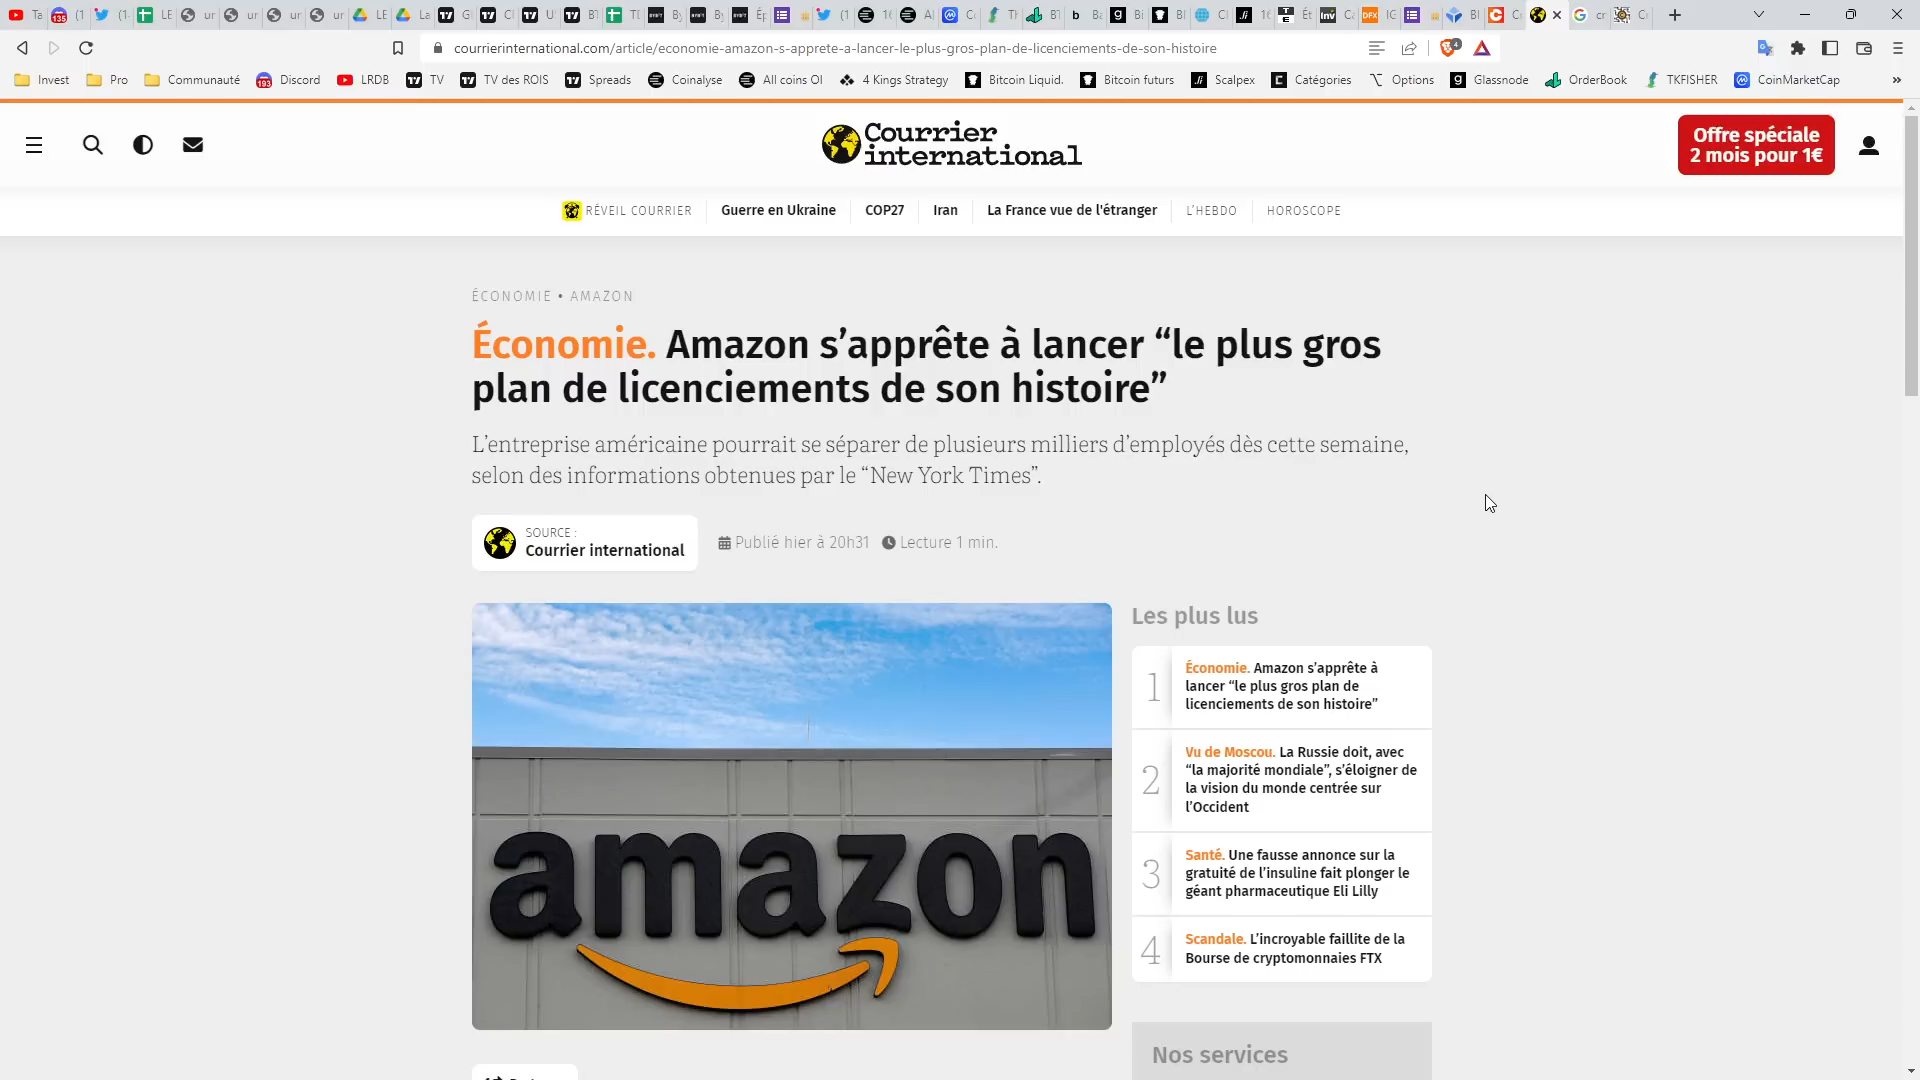 courrierinternational.com/article/economie-amazon-s-apprete-a-lancer-le-plus-gros-plan-de-licenciements-de-son-histoire
Invest Pro Communauté Discord LRDB TV TV des ROIS Spreads Coinalyse All coins OI 4 Kings Strategy Bitcoin Liquid. Bitcoin futurs Scalpex Catégories Options Glassnode OrderBook TKFISHER CoinMarketCap »
Courrier
international
Offre spéciale
2 mois pour 1€
RÉVEIL COURRIER Guerre en Ukraine COP27 Iran La France vue de l'étranger L'HEBDO HOROSCOPE
ÉCONOMIE • AMAZON
Économie. Amazon s’apprête à lancer “le plus gros
plan de licenciements de son histoire”
L’entreprise américaine pourrait se séparer de plusieurs milliers d’employés dès cette semaine,
selon des informations obtenues par le “New York Times”.
SOURCE :
Courrier international
Publié hier à 20h31 Lecture 1 min.
amazon
Les plus lus
1
Économie. Amazon s’apprête à
lancer “le plus gros plan de
licenciements de son histoire”
2
Vu de Moscou. La Russie doit, avec
“la majorité mondiale”, s’éloigner de
la vision du monde centrée sur
l’Occident
3
Santé. Une fausse annonce sur la
gratuité de l’insuline fait plonger le
géant pharmaceutique Eli Lilly
4
Scandale. L’incroyable faillite de la
Bourse de cryptomonnaies FTX
Nos services